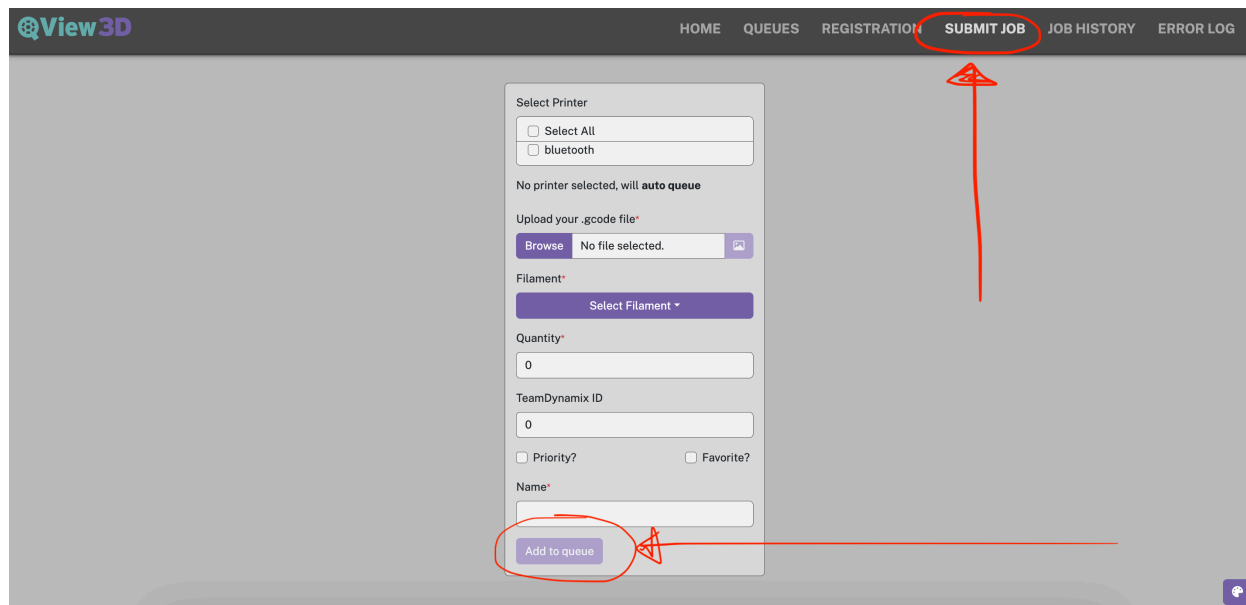 QView3D
HOME QUEUES REGISTRATION SUBMIT JOB JOB HISTORY ERROR LOG
Select Printer
Select All
bluetooth
No printer selected, will auto queue
Upload your .gcode file*
Browse No file selected.
Filament*
Select Filament
Quantity*
0
TeamDynamix ID
0
Priority? Favorite?
Name*
Add to queue